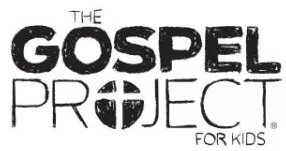 THE
GOSPEL
PROJECT®
FOR KIDS